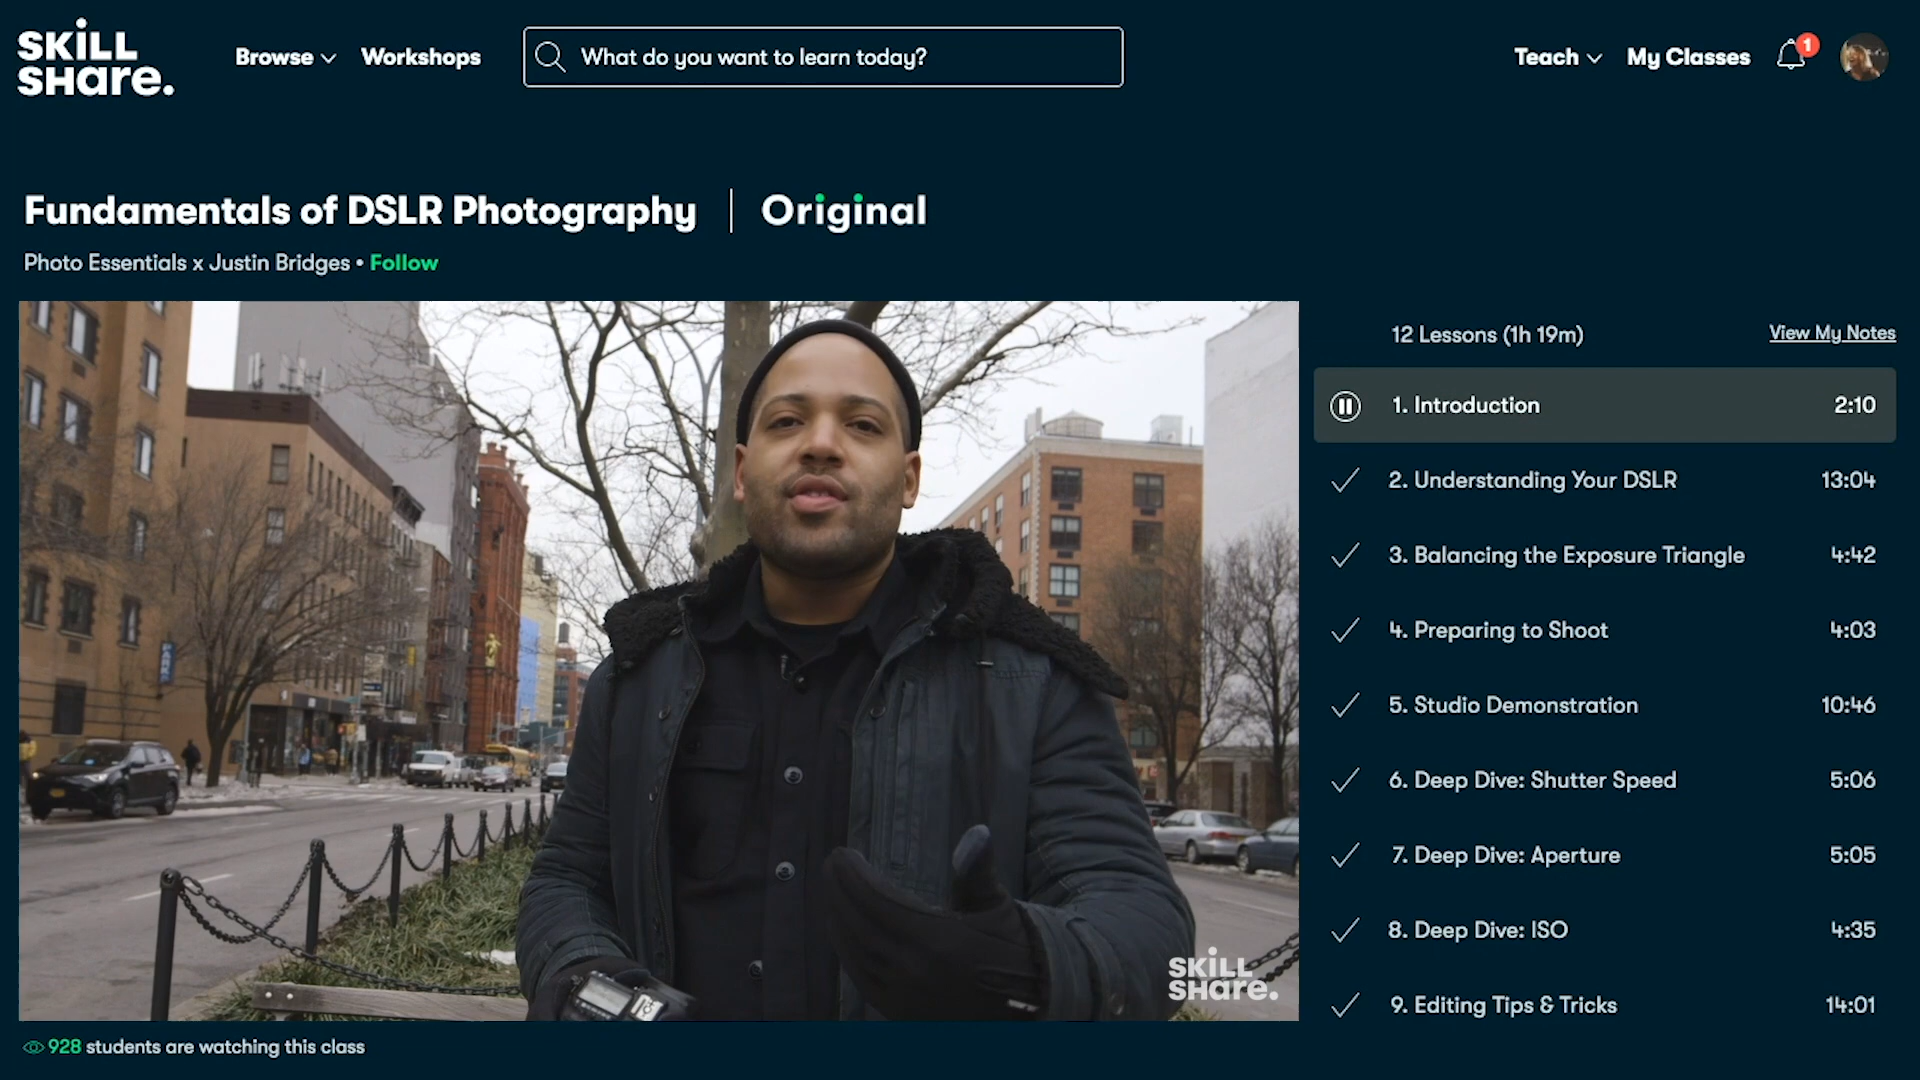 SKILL
SHare.
Browse
Workshops
What do you want to learn today?
Teach
My Classes
1
Fundamentals of DSLR Photography
Original
Photo Essentials x Justin Bridges • Follow
12 Lessons (1h 19m)
View My Notes
1. Introduction 2:10
2. Understanding Your DSLR 13:04
3. Balancing the Exposure Triangle 4:42
4. Preparing to Shoot 4:03
5. Studio Demonstration 10:46
6. Deep Dive: Shutter Speed 5:06
7. Deep Dive: Aperture 5:05
8. Deep Dive: ISO 4:35
9. Editing Tips & Tricks 14:01
PARK
SKILL
SHare.
928 students are watching this class